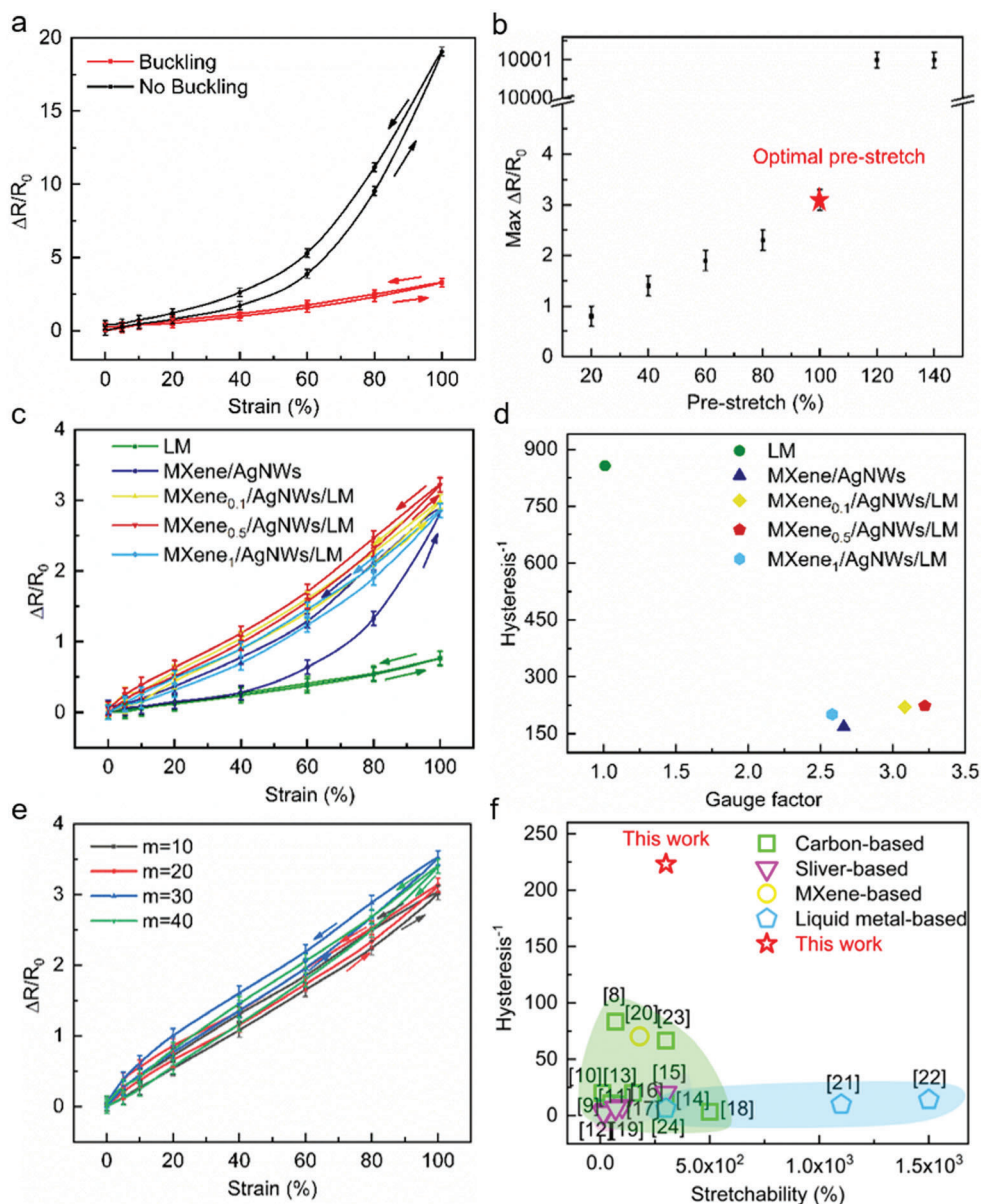 a
20
15
10
5
0
ΔR/R₀
Buckling
No Buckling
0 20 40 60 80 100
Strain (%)
b
10001
10000
4
3
2
1
0
Max ΔR/R₀
Optimal pre-stretch
20 40 60 80 100 120 140
Pre-stretch (%)
c
4
3
2
1
0
ΔR/R₀
LM
MXene/AgNWs
MXene₀.₁/AgNWs/LM
MXene₀.₅/AgNWs/LM
MXene₁/AgNWs/LM
0 20 40 60 80 100
Strain (%)
d
900
750
600
450
300
150
Hysteresis⁻¹
LM
MXene/AgNWs
MXene₀.₁/AgNWs/LM
MXene₀.₅/AgNWs/LM
MXene₁/AgNWs/LM
1.0 1.5 2.0 2.5 3.0 3.5
Gauge factor
e
4
3
2
1
0
ΔR/R₀
m=10
m=20
m=30
m=40
0 20 40 60 80 100
Strain (%)
f
250
200
150
100
50
0
Hysteresis⁻¹
This work
Carbon-based
Sliver-based
MXene-based
Liquid metal-based
This work
[8]
[20]
[23]
[10]
[13]
[15]
[16]
[11]
[9]
[17]
[14]
[18]
[21]
[22]
[12]
[19]
[24]
0.0 5.0x10² 1.0x10³ 1.5x10³
Stretchability (%)